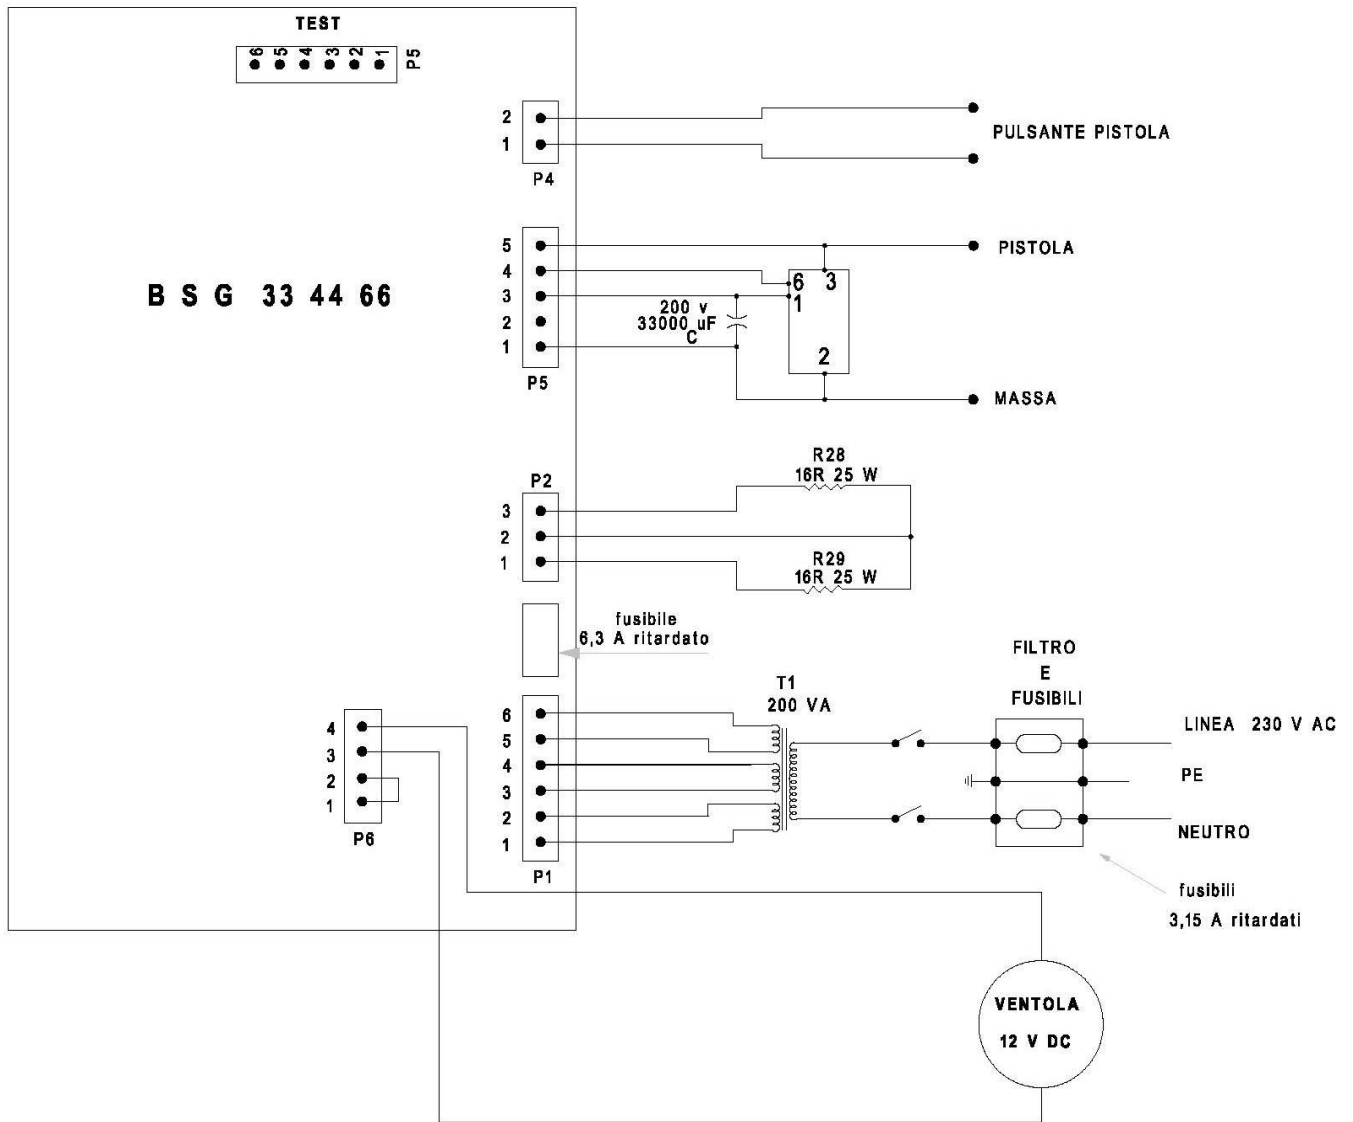 TEST
6 5 4 3 2 1
P5
2
1
P4
PULSANTE PISTOLA
B S G 33 44 66
5
4
3
2
1
P5
200 v
33000 uF
C
6 3
1
2
PISTOLA
MASSA
P2
3
2
1
R28
16R 25 W
R29
16R 25 W
fusibile
6,3 A ritardato
6
5
4
3
2
1
P1
T1
200 VA
FILTRO
E
FUSIBILI
LINEA 230 V AC
PE
NEUTRO
fusibili
3,15 A ritardati
4
3
2
1
P6
VENTOLA
12 V DC